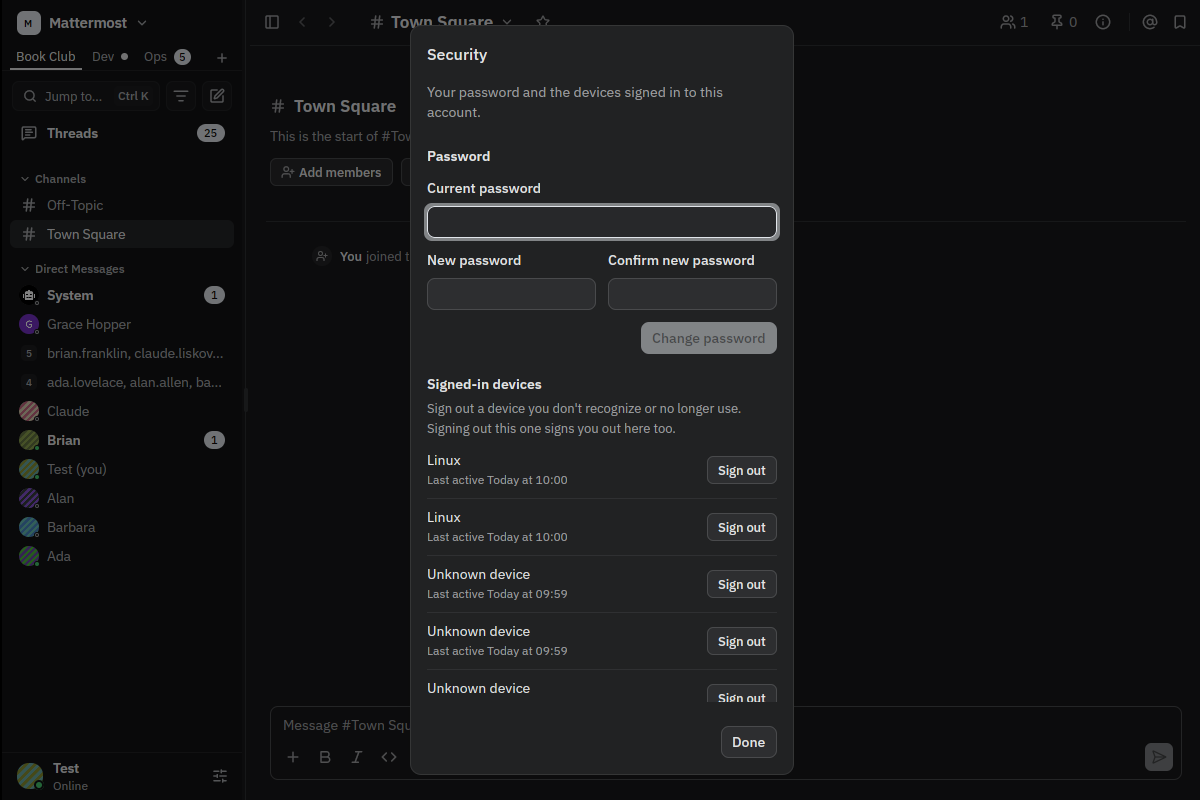 M Mattermost
Book Club Dev Ops 5
Jump to... Ctrl K
Threads 25
Channels
Off-Topic
Town Square
Direct Messages
System 1
G Grace Hopper
5 brian.franklin, claude.liskov...
4 ada.lovelace, alan.allen, ba...
Claude
Brian 1
Test (you)
Alan
Barbara
Ada
Test
Online
Town Square
1
0
Town Square
This is the start of #Tow
Add members
You joined t
Message #Town Squ
Security
Your password and the devices signed in to this
account.
Password
Current password
New password Confirm new password
Change password
Signed-in devices
Sign out a device you don't recognize or no longer use.
Signing out this one signs you out here too.
Linux
Last active Today at 10:00
Sign out
Linux
Last active Today at 10:00
Sign out
Unknown device
Last active Today at 09:59
Sign out
Unknown device
Last active Today at 09:59
Sign out
Unknown device
Sign out
Done